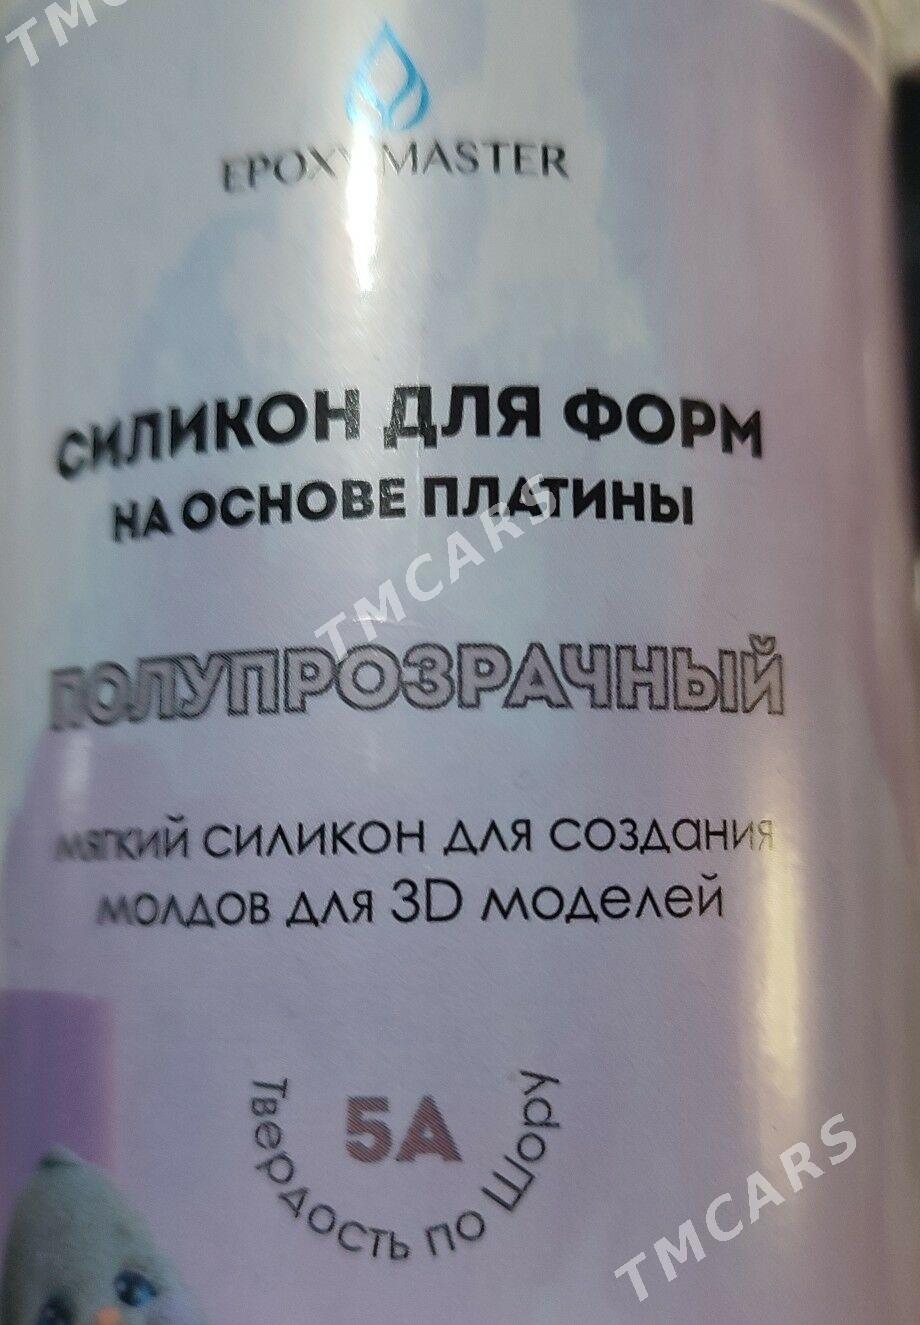 TMCARS
EPOXY MASTER
СИЛИКОН ДЛЯ ФОРМ
НА ОСНОВЕ ПЛАТИНЫ
TMCARS
ПОЛУПРОЗРАЧНЫЙ
мягкий силикон для создания
молдов для 3D моделей
5А
Твердость по Шору
TMCARS